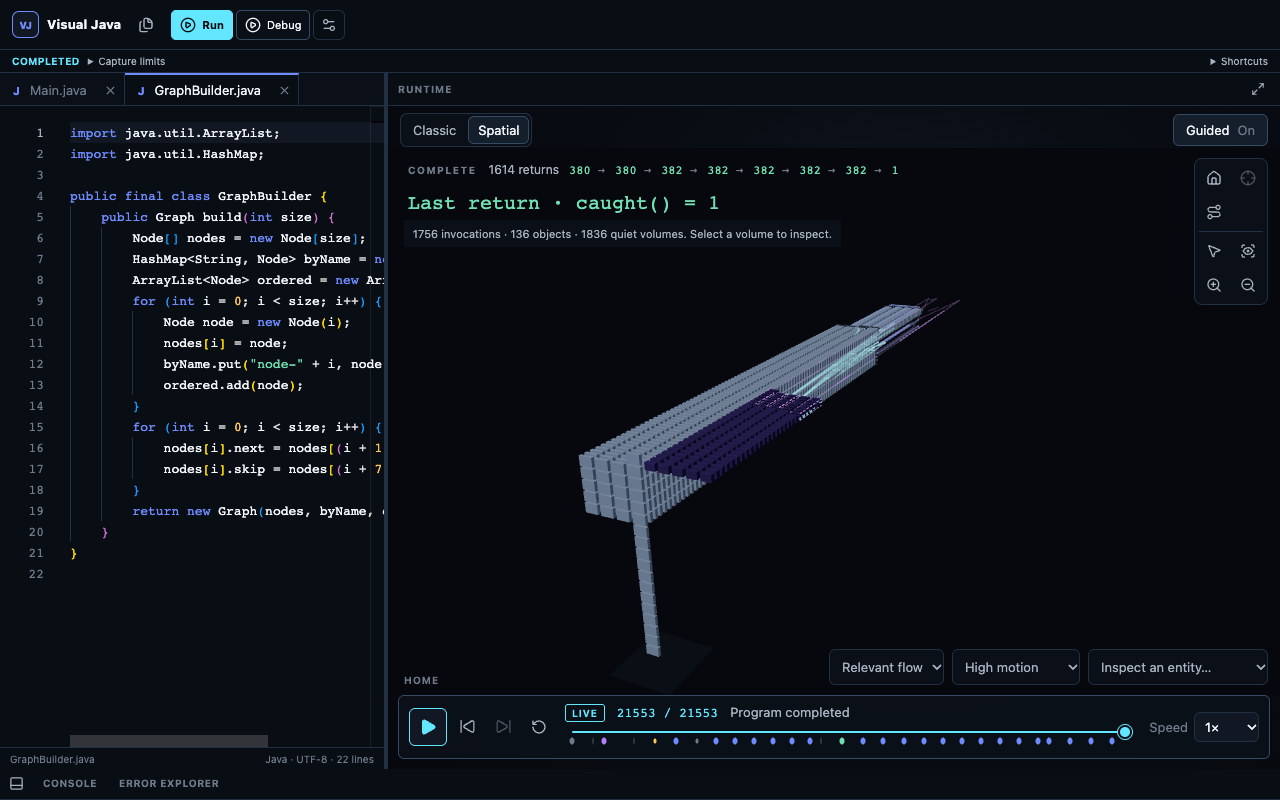 VJ Visual Java Run Debug
COMPLETED Capture limits Shortcuts
J Main.java J GraphBuilder.java
RUNTIME
Classic Spatial Guided On
COMPLETE 1614 returns 380 → 380 → 382 → 382 → 382 → 382 → 382 → 1
Last return · caught() = 1
1756 invocations · 136 objects · 1836 quiet volumes. Select a volume to inspect.
1 import java.util.ArrayList;
2 import java.util.HashMap;
3
4 public final class GraphBuilder {
5 public Graph build(int size) {
6 Node[] nodes = new Node[size];
7 HashMap<String, Node> byName =
8 ArrayList<Node> ordered = new
9 for (int i = 0; i < size; i++) {
10 Node node = new Node(i);
11 nodes[i] = node;
12 byName.put("node-" + i, node
13 ordered.add(node);
14 }
15 for (int i = 0; i < size; i++) {
16 nodes[i].next = nodes[(i + 1
17 nodes[i].skip = nodes[(i + 7
18 }
19 return new Graph(nodes, byName,
20 }
21 }
22
Relevant flow High motion Inspect an entity...
HOME
LIVE 21553 / 21553 Program completed
Speed 1×
GraphBuilder.java Java · UTF-8 · 22 lines
CONSOLE ERROR EXPLORER